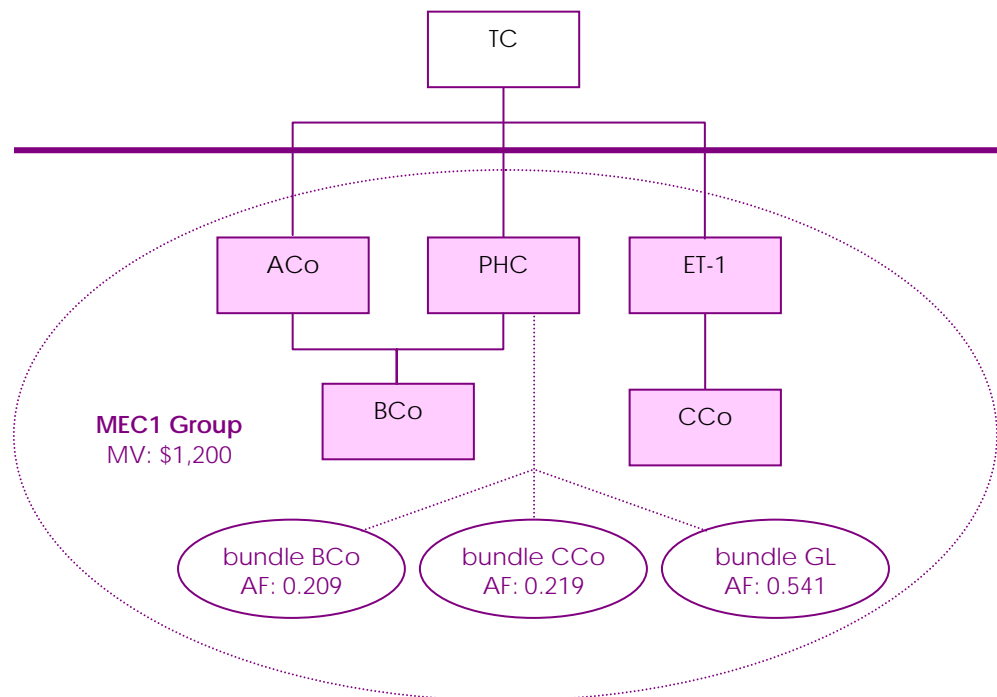 TC
ACo
PHC
ET-1
BCo
CCo
MEC1 Group
MV: $1,200
bundle BCo
AF: 0.209
bundle CCo
AF: 0.219
bundle GL
AF: 0.541